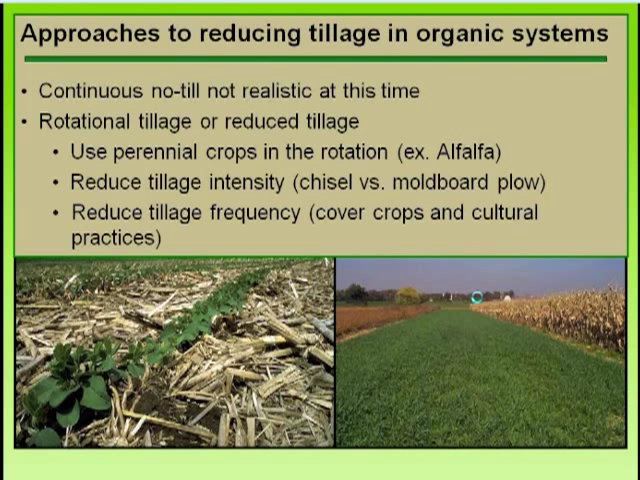 Approaches to reducing tillage in organic systems
• Continuous no-till not realistic at this time
• Rotational tillage or reduced tillage
• Use perennial crops in the rotation (ex. Alfalfa)
• Reduce tillage intensity (chisel vs. moldboard plow)
• Reduce tillage frequency (cover crops and cultural
practices)